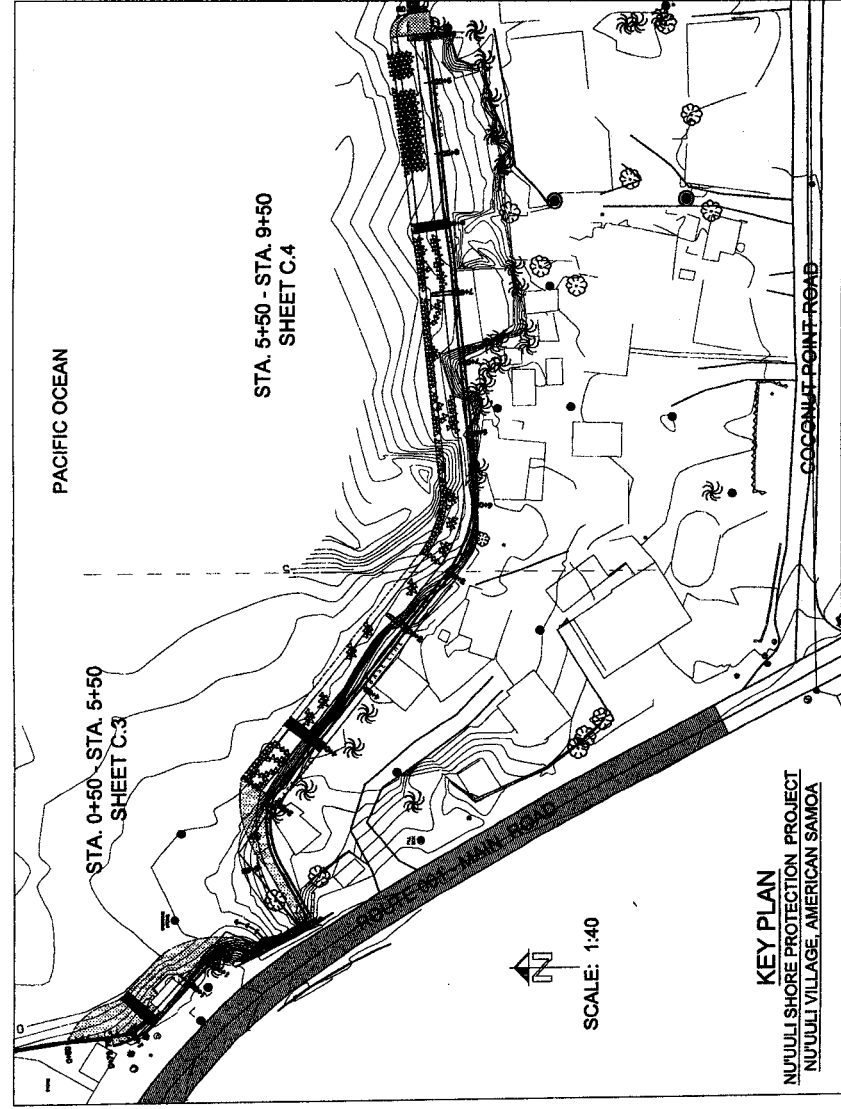 PACIFIC OCEAN
STA. 0+50 - STA. 5+50
SHEET C.3
STA. 5+50 - STA. 9+50
SHEET C.4
COCONUT POINT ROAD
ROUTE 001 - MAIN ROAD
N
SCALE: 1:40
KEY PLAN
NU'UULI SHORE PROTECTION PROJECT
NU'UULI VILLAGE, AMERICAN SAMOA
0
5